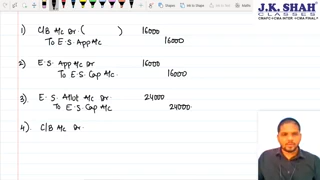 J.K. SHAH
CLASSES
1) C/B A/c Dr. ( ) 16000
To E.S. App A/c 16000
2) E.S. App A/c Dr 16000
To E.S. Cap A/c 16000
3) E.S. Allot A/c Dr 24000
To E.S. Cap A/c 24000
4) C/B A/c Dr.